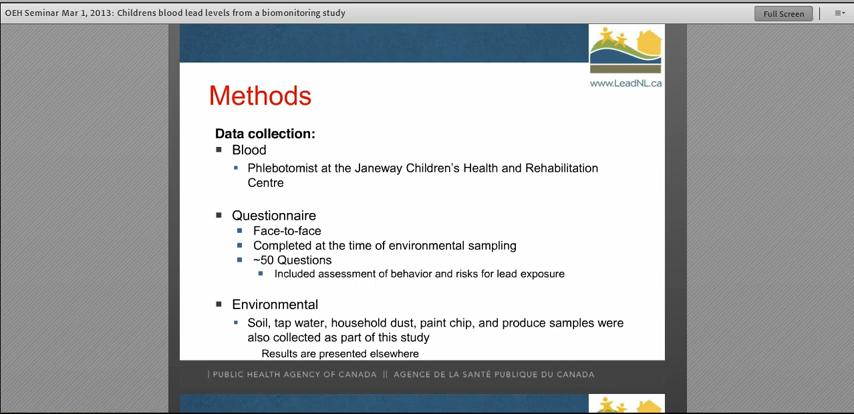 OEH Seminar Mar 1, 2013: Childrens blood lead levels from a biomonitoring study
Full Screen
www.LeadNL.ca
Methods
Data collection:
Blood
Phlebotomist at the Janeway Children's Health and Rehabilitation
Centre
Questionnaire
Face-to-face
Completed at the time of environmental sampling
~50 Questions
Included assessment of behavior and risks for lead exposure
Environmental
Soil, tap water, household dust, paint chip, and produce samples were
also collected as part of this study
Results are presented elsewhere
| PUBLIC HEALTH AGENCY OF CANADA || AGENCE DE LA SANTÉ PUBLIQUE DU CANADA